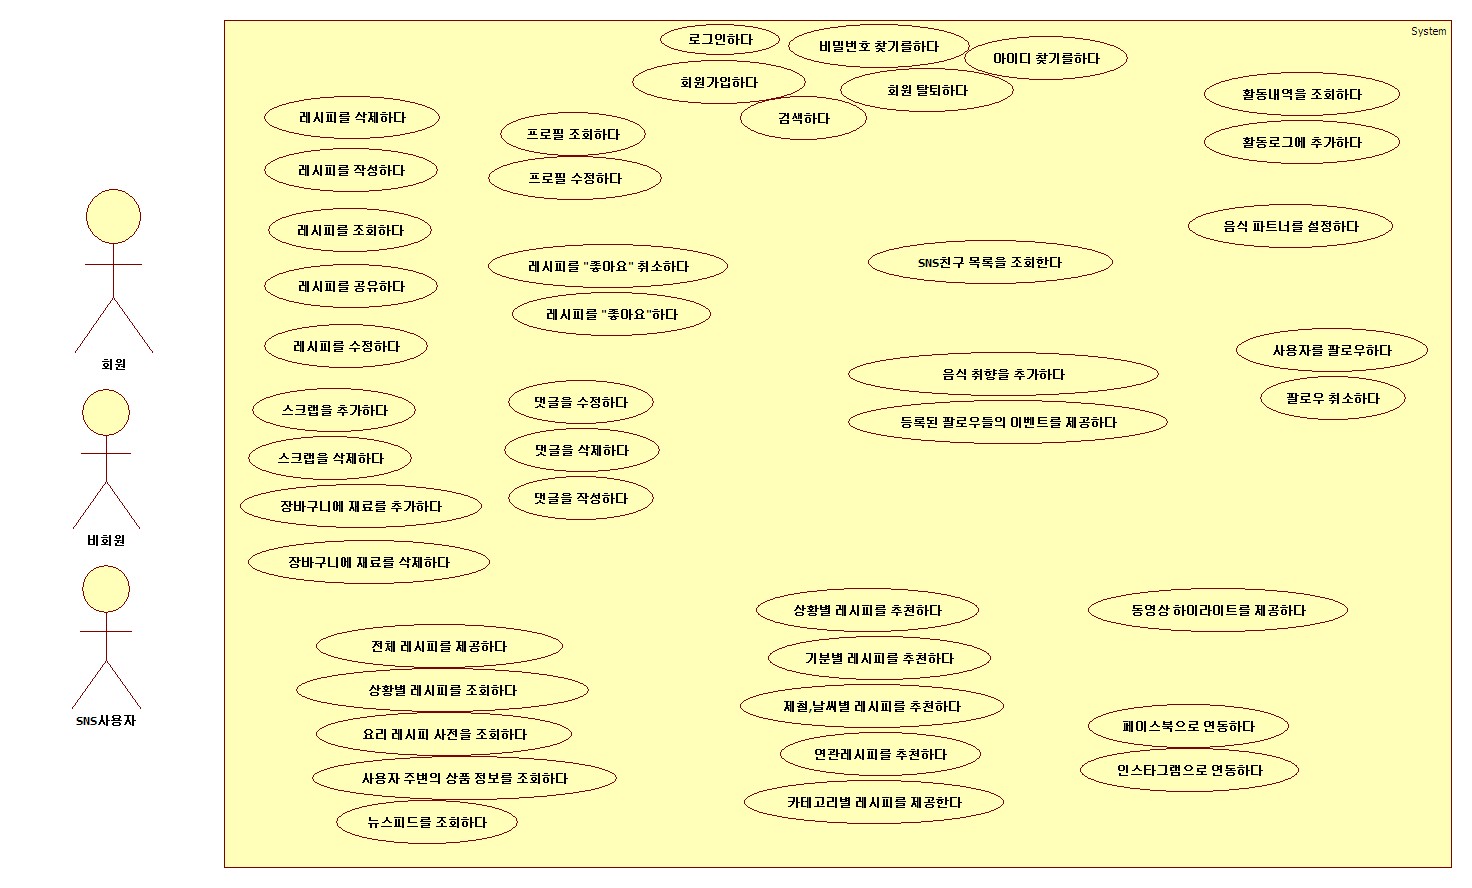 System
로그인하다
비밀번호 찾기를하다
아이디 찾기를하다
회원가입하다
회원 탈퇴하다
검색하다
활동내역을 조회하다
활동로그에 추가하다
레시피를 삭제하다
레시피를 작성하다
레시피를 조회하다
레시피를 공유하다
레시피를 수정하다
프로필 조회하다
프로필 수정하다
레시피를 "좋아요" 취소하다
레시피를 "좋아요"하다
SNS친구 목록을 조회한다
음식 파트너를 설정하다
사용자를 팔로우하다
팔로우 취소하다
음식 취향을 추가하다
등록된 팔로우들의 이벤트를 제공하다
스크랩을 추가하다
스크랩을 삭제하다
장바구니에 재료를 추가하다
장바구니에 재료를 삭제하다
댓글을 수정하다
댓글을 삭제하다
댓글을 작성하다
회원
비회원
SNS사용자
전체 레시피를 제공하다
상황별 레시피를 조회하다
요리 레시피 사전을 조회하다
사용자 주변의 상품 정보를 조회하다
뉴스피드를 조회하다
상황별 레시피를 추천하다
기분별 레시피를 추천하다
제철,날씨별 레시피를 추천하다
연관레시피를 추천하다
카테고리별 레시피를 제공한다
동영상 하이라이트를 제공하다
페이스북으로 연동하다
인스타그램으로 연동하다